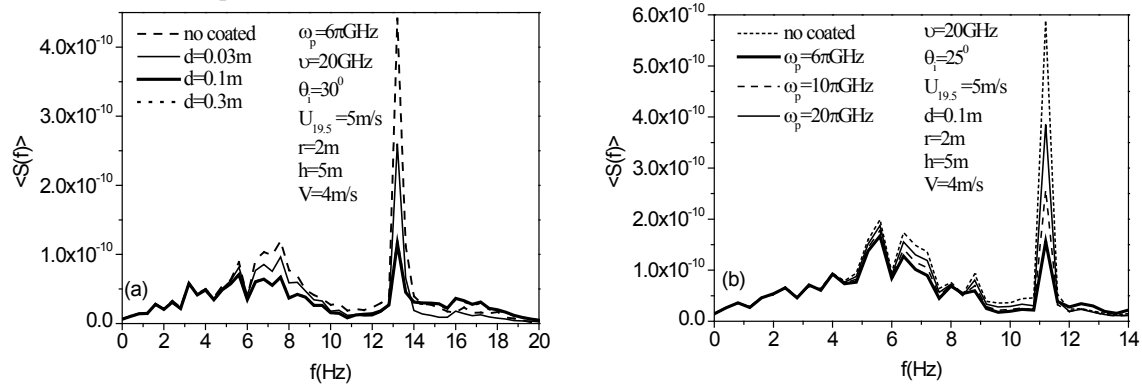 4.0x10⁻¹⁰
3.0x10⁻¹⁰
2.0x10⁻¹⁰
1.0x10⁻¹⁰
0.0
<S(f)>
no coated
d=0.03m
d=0.1m
d=0.3m
ωₚ=6πGHz
υ=20GHz
θᵢ=30⁰
U₁₉.₅=5m/s
r=2m
h=5m
V=4m/s
(a)
0 2 4 6 8 10 12 14 16 18 20
f(Hz)
6.0x10⁻¹⁰
5.0x10⁻¹⁰
4.0x10⁻¹⁰
3.0x10⁻¹⁰
2.0x10⁻¹⁰
1.0x10⁻¹⁰
0.0
<S(f)>
no coated
ωₚ=6πGHz
ωₚ=10πGHz
ωₚ=20πGHz
υ=20GHz
θᵢ=25⁰
U₁₉.₅=5m/s
d=0.1m
r=2m
h=5m
V=4m/s
(b)
0 2 4 6 8 10 12 14
f(Hz)